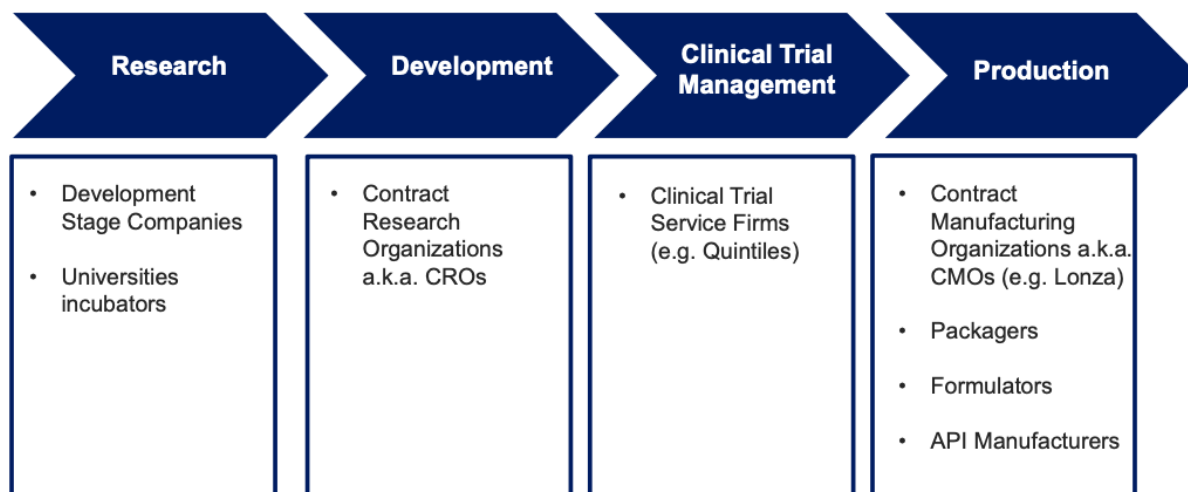 Research
Development
Clinical Trial
Management
Production
• Development
Stage Companies
• Universities
incubators
• Contract
Research
Organizations
a.k.a. CROs
• Clinical Trial
Service Firms
(e.g. Quintiles)
• Contract
Manufacturing
Organizations a.k.a.
CMOs (e.g. Lonza)
• Packagers
• Formulators
• API Manufacturers